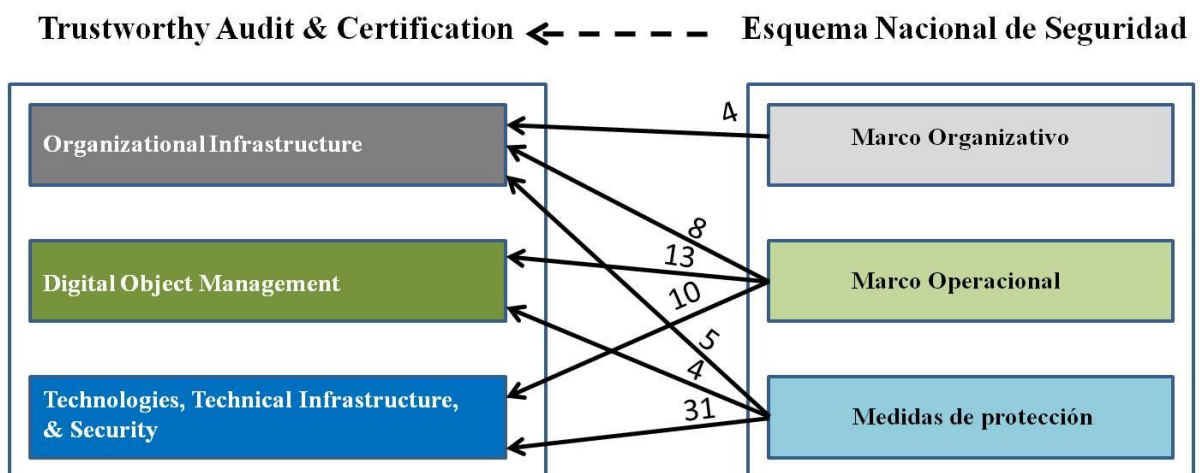 Trustworthy Audit & Certification
Esquema Nacional de Seguridad
Organizational Infrastructure
Digital Object Management
Technologies, Technical Infrastructure,
& Security
4
8
13
10
5
4
31
Marco Organizativo
Marco Operacional
Medidas de protección